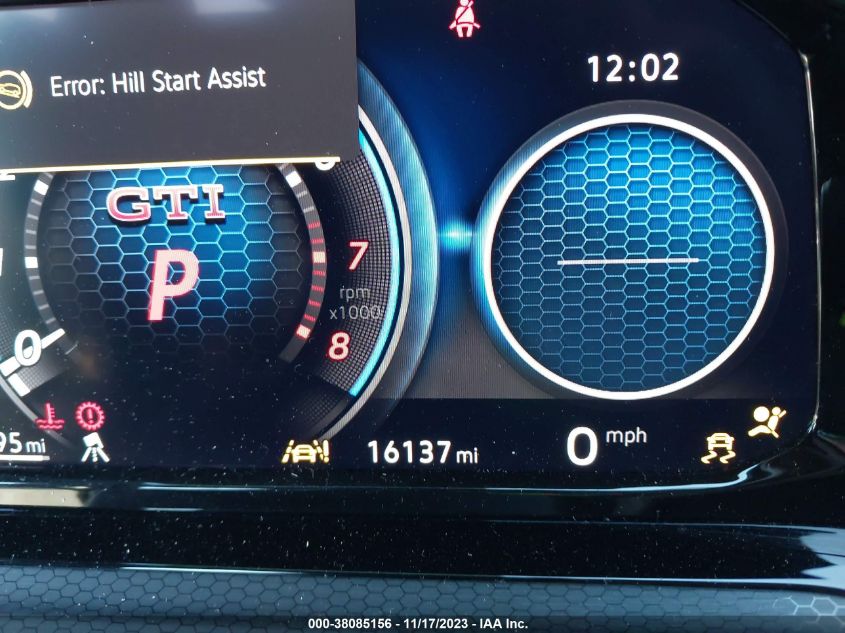 12:02
Error: Hill Start Assist
GTI
P
7
rpm
x1000
8
0
95 mi
16137 mi
0 mph
000-38085156 - 11/17/2023 - IAA Inc.